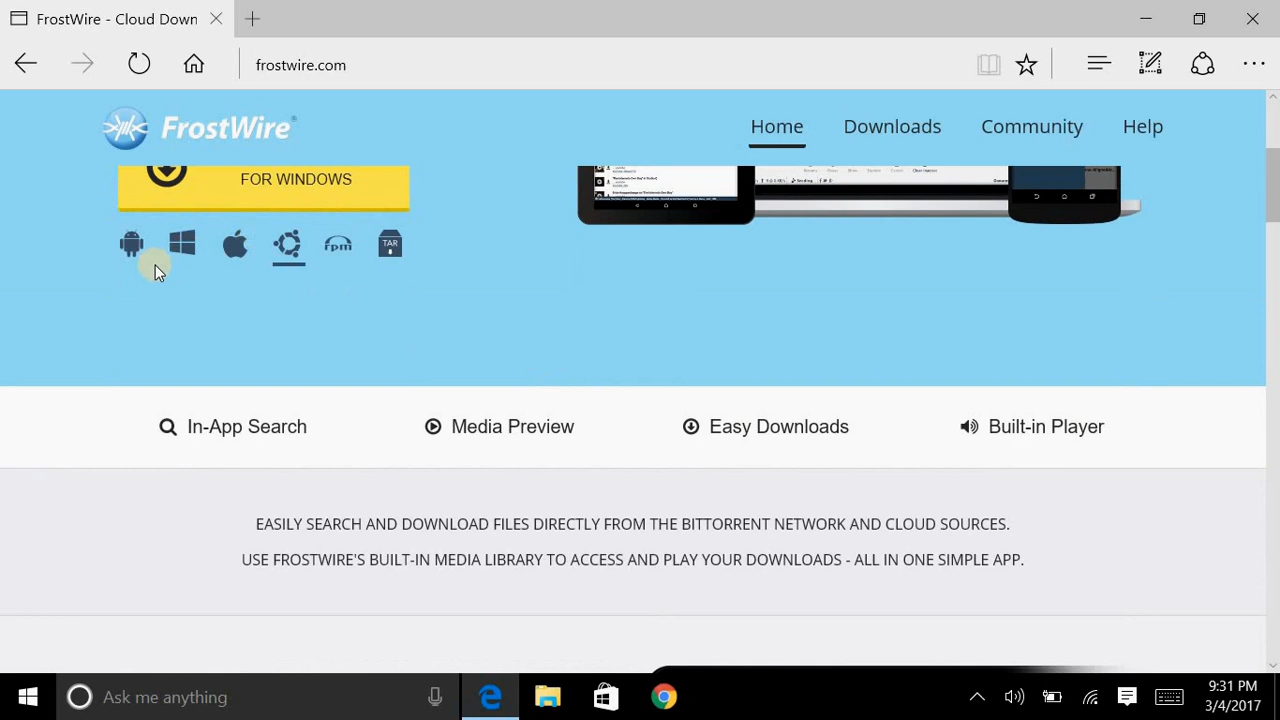 FrostWire - Cloud Down
frostwire.com
FrostWire®
Home
Downloads
Community
Help
FOR WINDOWS
rpm
TAR
In-App Search
Media Preview
Easy Downloads
Built-in Player
EASILY SEARCH AND DOWNLOAD FILES DIRECTLY FROM THE BITTORRENT NETWORK AND CLOUD SOURCES.
USE FROSTWIRE'S BUILT-IN MEDIA LIBRARY TO ACCESS AND PLAY YOUR DOWNLOADS - ALL IN ONE SIMPLE APP.
Ask me anything
9:31 PM
3/4/2017